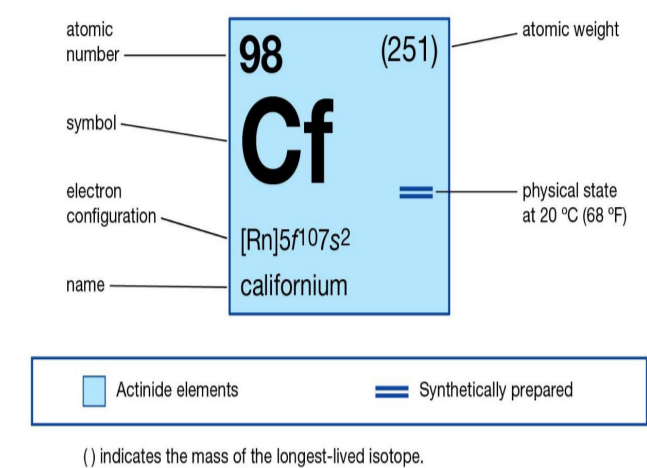 atomic
number
98
(251)
atomic weight
symbol
Cf
electron
configuration
physical state
at 20 ºC (68 ºF)
[Rn]5f107s2
name
californium
Actinide elements
Synthetically prepared
() indicates the mass of the longest-lived isotope.